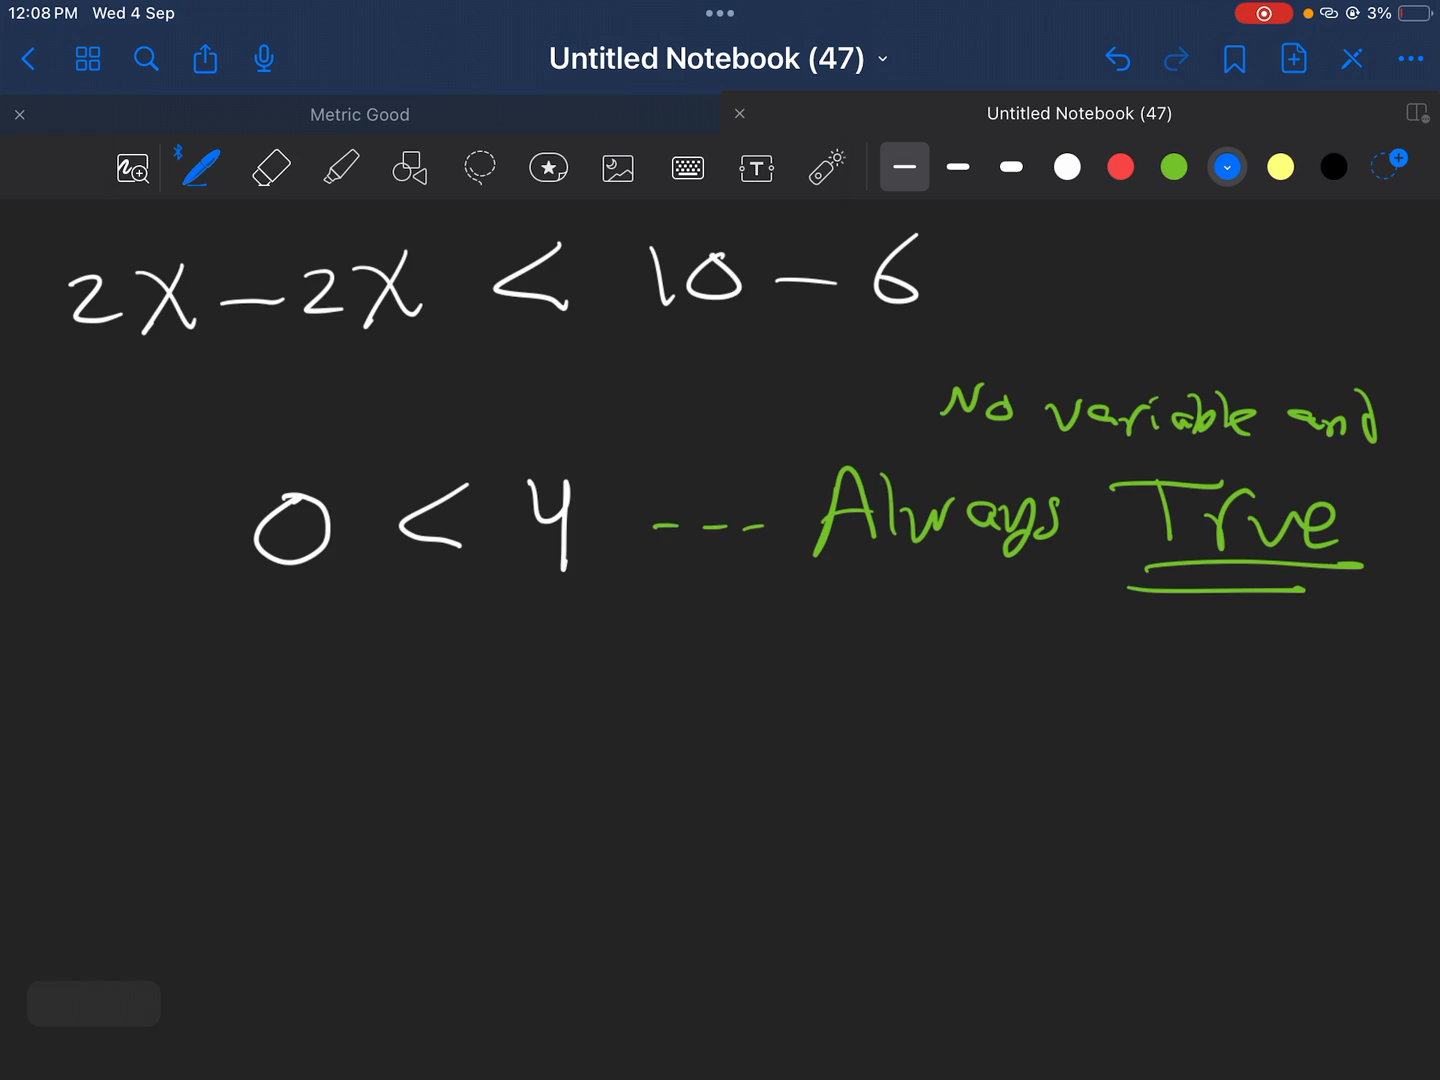 12:08 PM Wed 4 Sep 3%
Untitled Notebook (47)
Metric Good Untitled Notebook (47)
T
2x - 2x < 10 - 6
No variable and
0 < 4 --- Always True